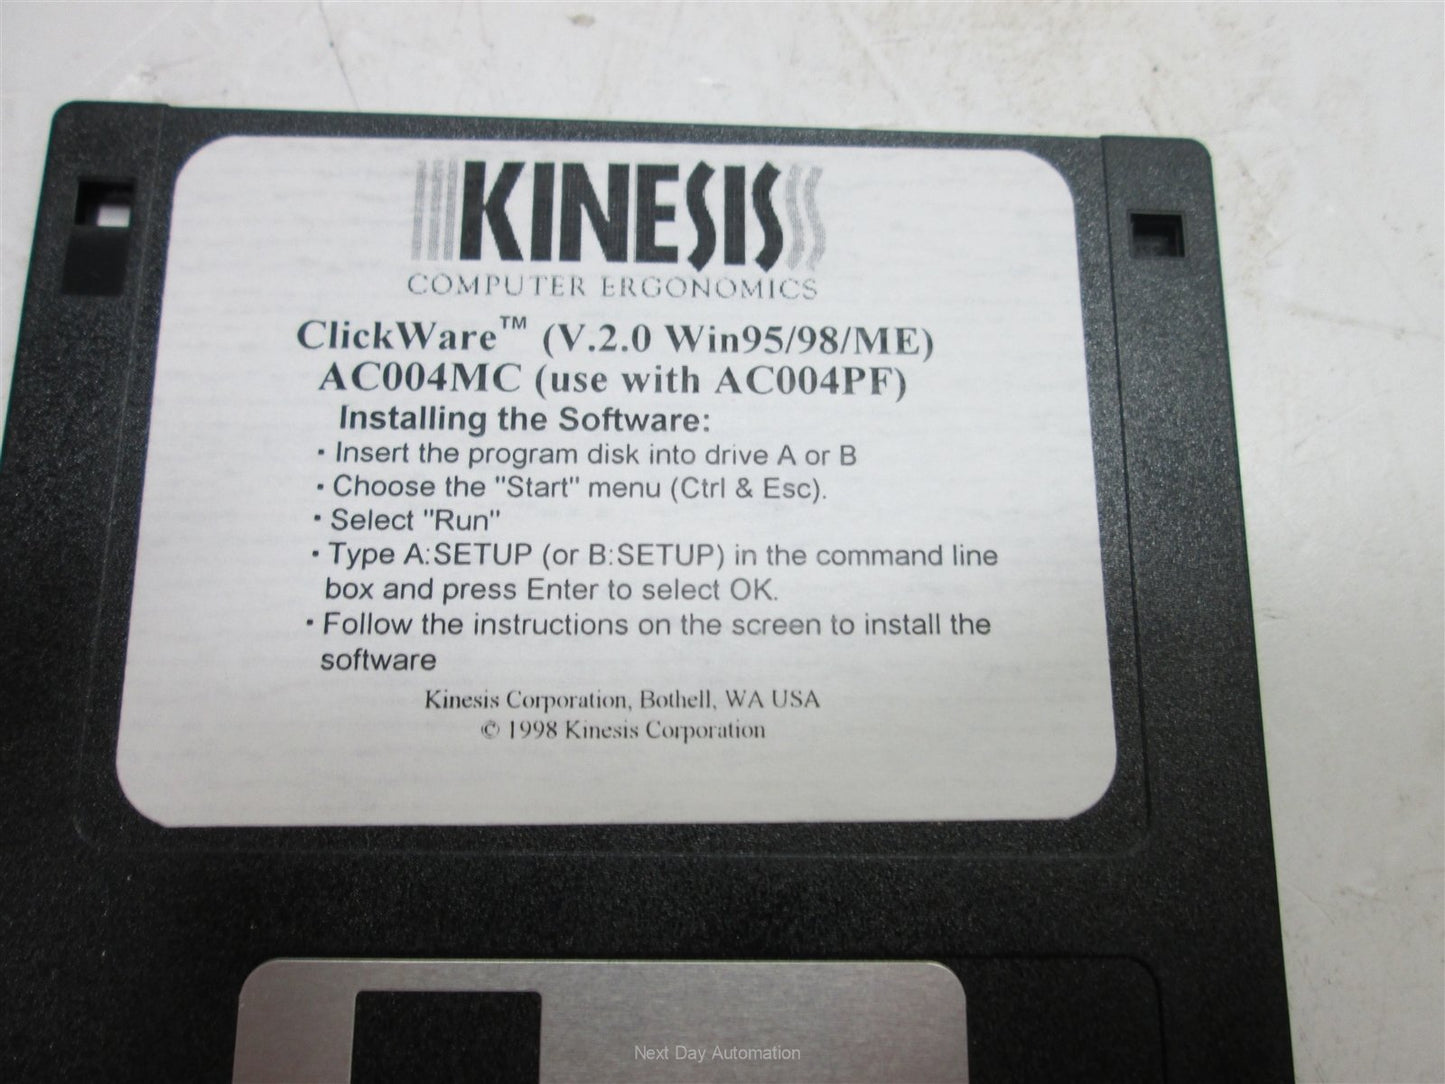 KINESIS
COMPUTER ERGONOMICS
ClickWare™ (V.2.0 Win95/98/ME)
AC004MC (use with AC004PF)
Installing the Software:
· Insert the program disk into drive A or B
· Choose the "Start" menu (Ctrl & Esc).
· Select "Run"
· Type A:SETUP (or B:SETUP) in the command line
box and press Enter to select OK.
· Follow the instructions on the screen to install the
software
Kinesis Corporation, Bothell, WA USA
© 1998 Kinesis Corporation
Next Day Automation